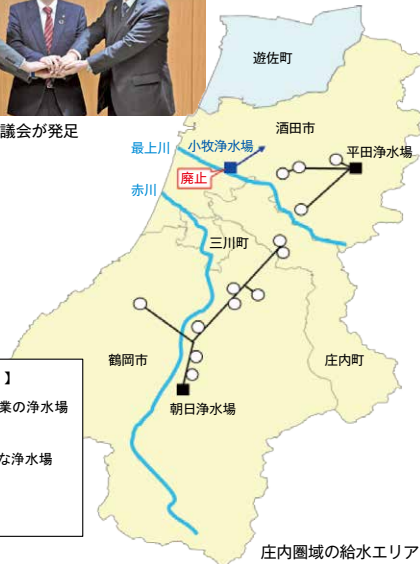 議会が発足
遊佐町
酒田市
最上川
小牧浄水場
平田浄水場
廃止
赤川
三川町
鶴岡市
庄内町
】
業の浄水場
朝日浄水場
な浄水場
庄内圏域の給水エリア